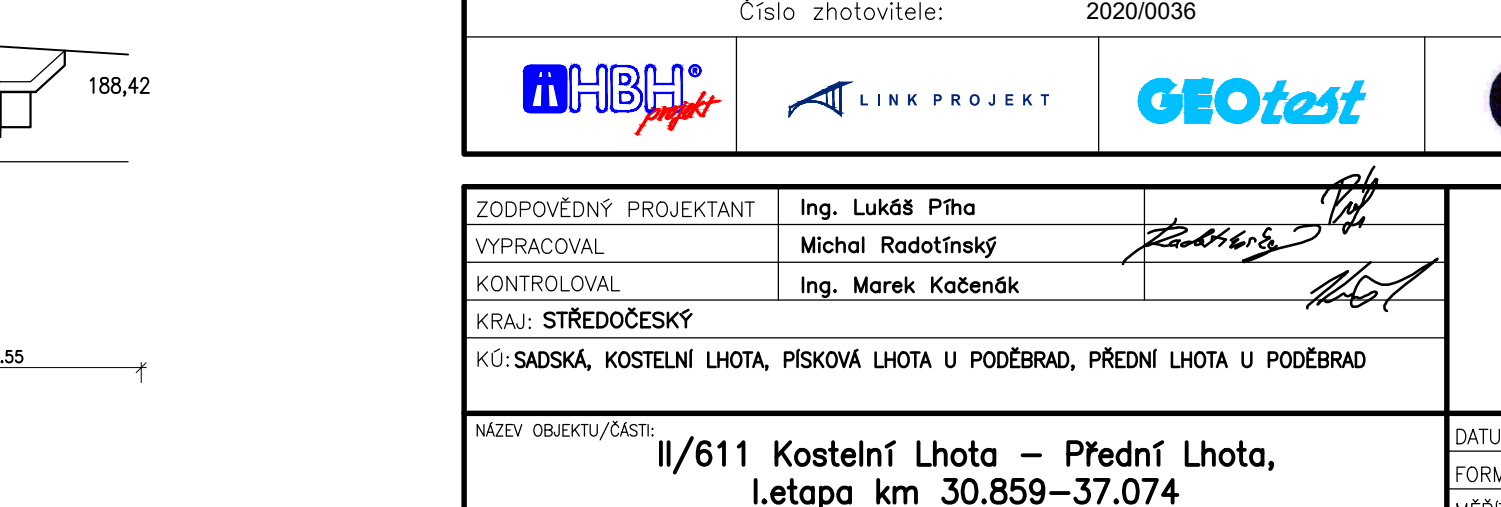 Číslo zhotovitele: 2020/0036
188,42
HBH® projekt
LINK PROJEKT
GEOtest
ZODPOVĚDNÝ PROJEKTANT Ing. Lukáš Píha
VYPRACOVAL Michal Radotínský
KONTROLOVAL Ing. Marek Kačenák
KRAJ: STŘEDOČESKÝ
.55
KÚ: SADSKÁ, KOSTELNÍ LHOTA, PÍSKOVÁ LHOTA U PODĚBRAD, PŘEDNÍ LHOTA U PODĚBRAD
NÁZEV OBJEKTU/ČÁSTI:
II/611 Kostelní Lhota – Přední Lhota,
I.etapa km 30.859–37.074
DATU
FORM